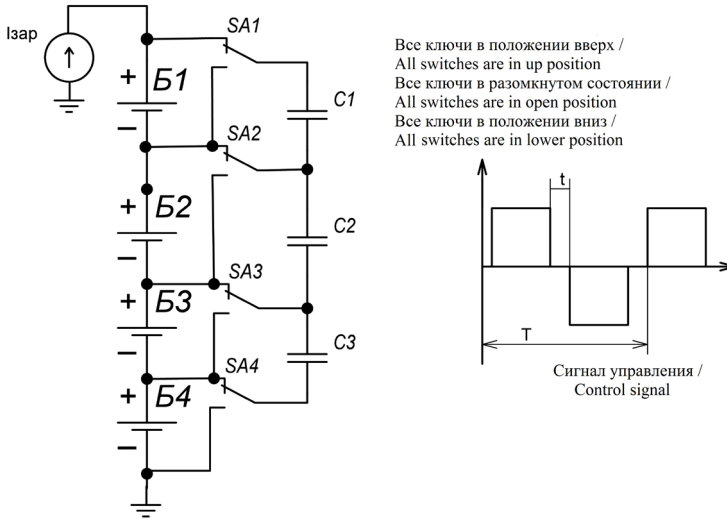 Iзар
SA1
+
Б1
−
C1
SA2
+
Б2
−
C2
SA3
+
Б3
−
C3
SA4
+
Б4
−
Все ключи в положении вверх /
All switches are in up position
Все ключи в разомкнутом состоянии /
All switches are in open position
Все ключи в положении вниз /
All switches are in lower position
t
T
Сигнал управления /
Control signal